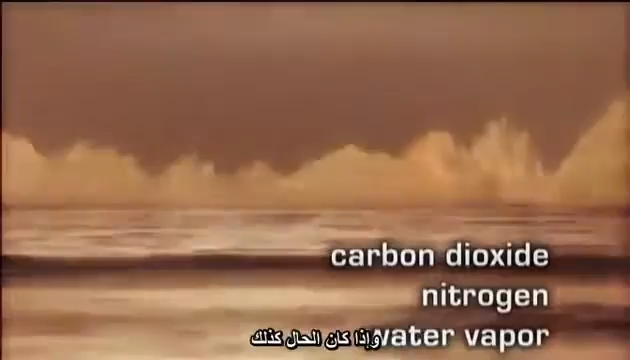 carbon dioxide
nitrogen
water vapor
وإذا كان الحال كذلك